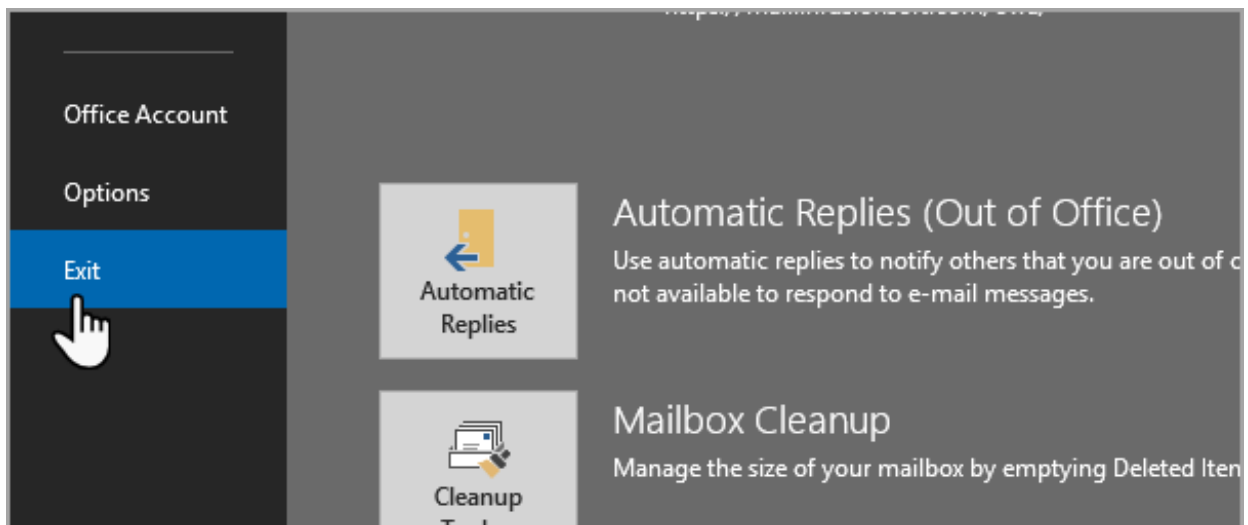 Office Account
Options
Exit
Automatic
Replies
Automatic Replies (Out of Office)
Use automatic replies to notify others that you are out of
not available to respond to e-mail messages.
Cleanup
Mailbox Cleanup
Manage the size of your mailbox by emptying Deleted